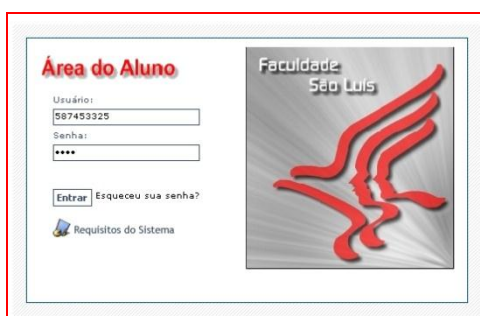 Área do Aluno
Usuário:
587453325
Senha:
••••
Entrar Esqueceu sua senha?
Requisitos do Sistema
Faculdade
São Luís